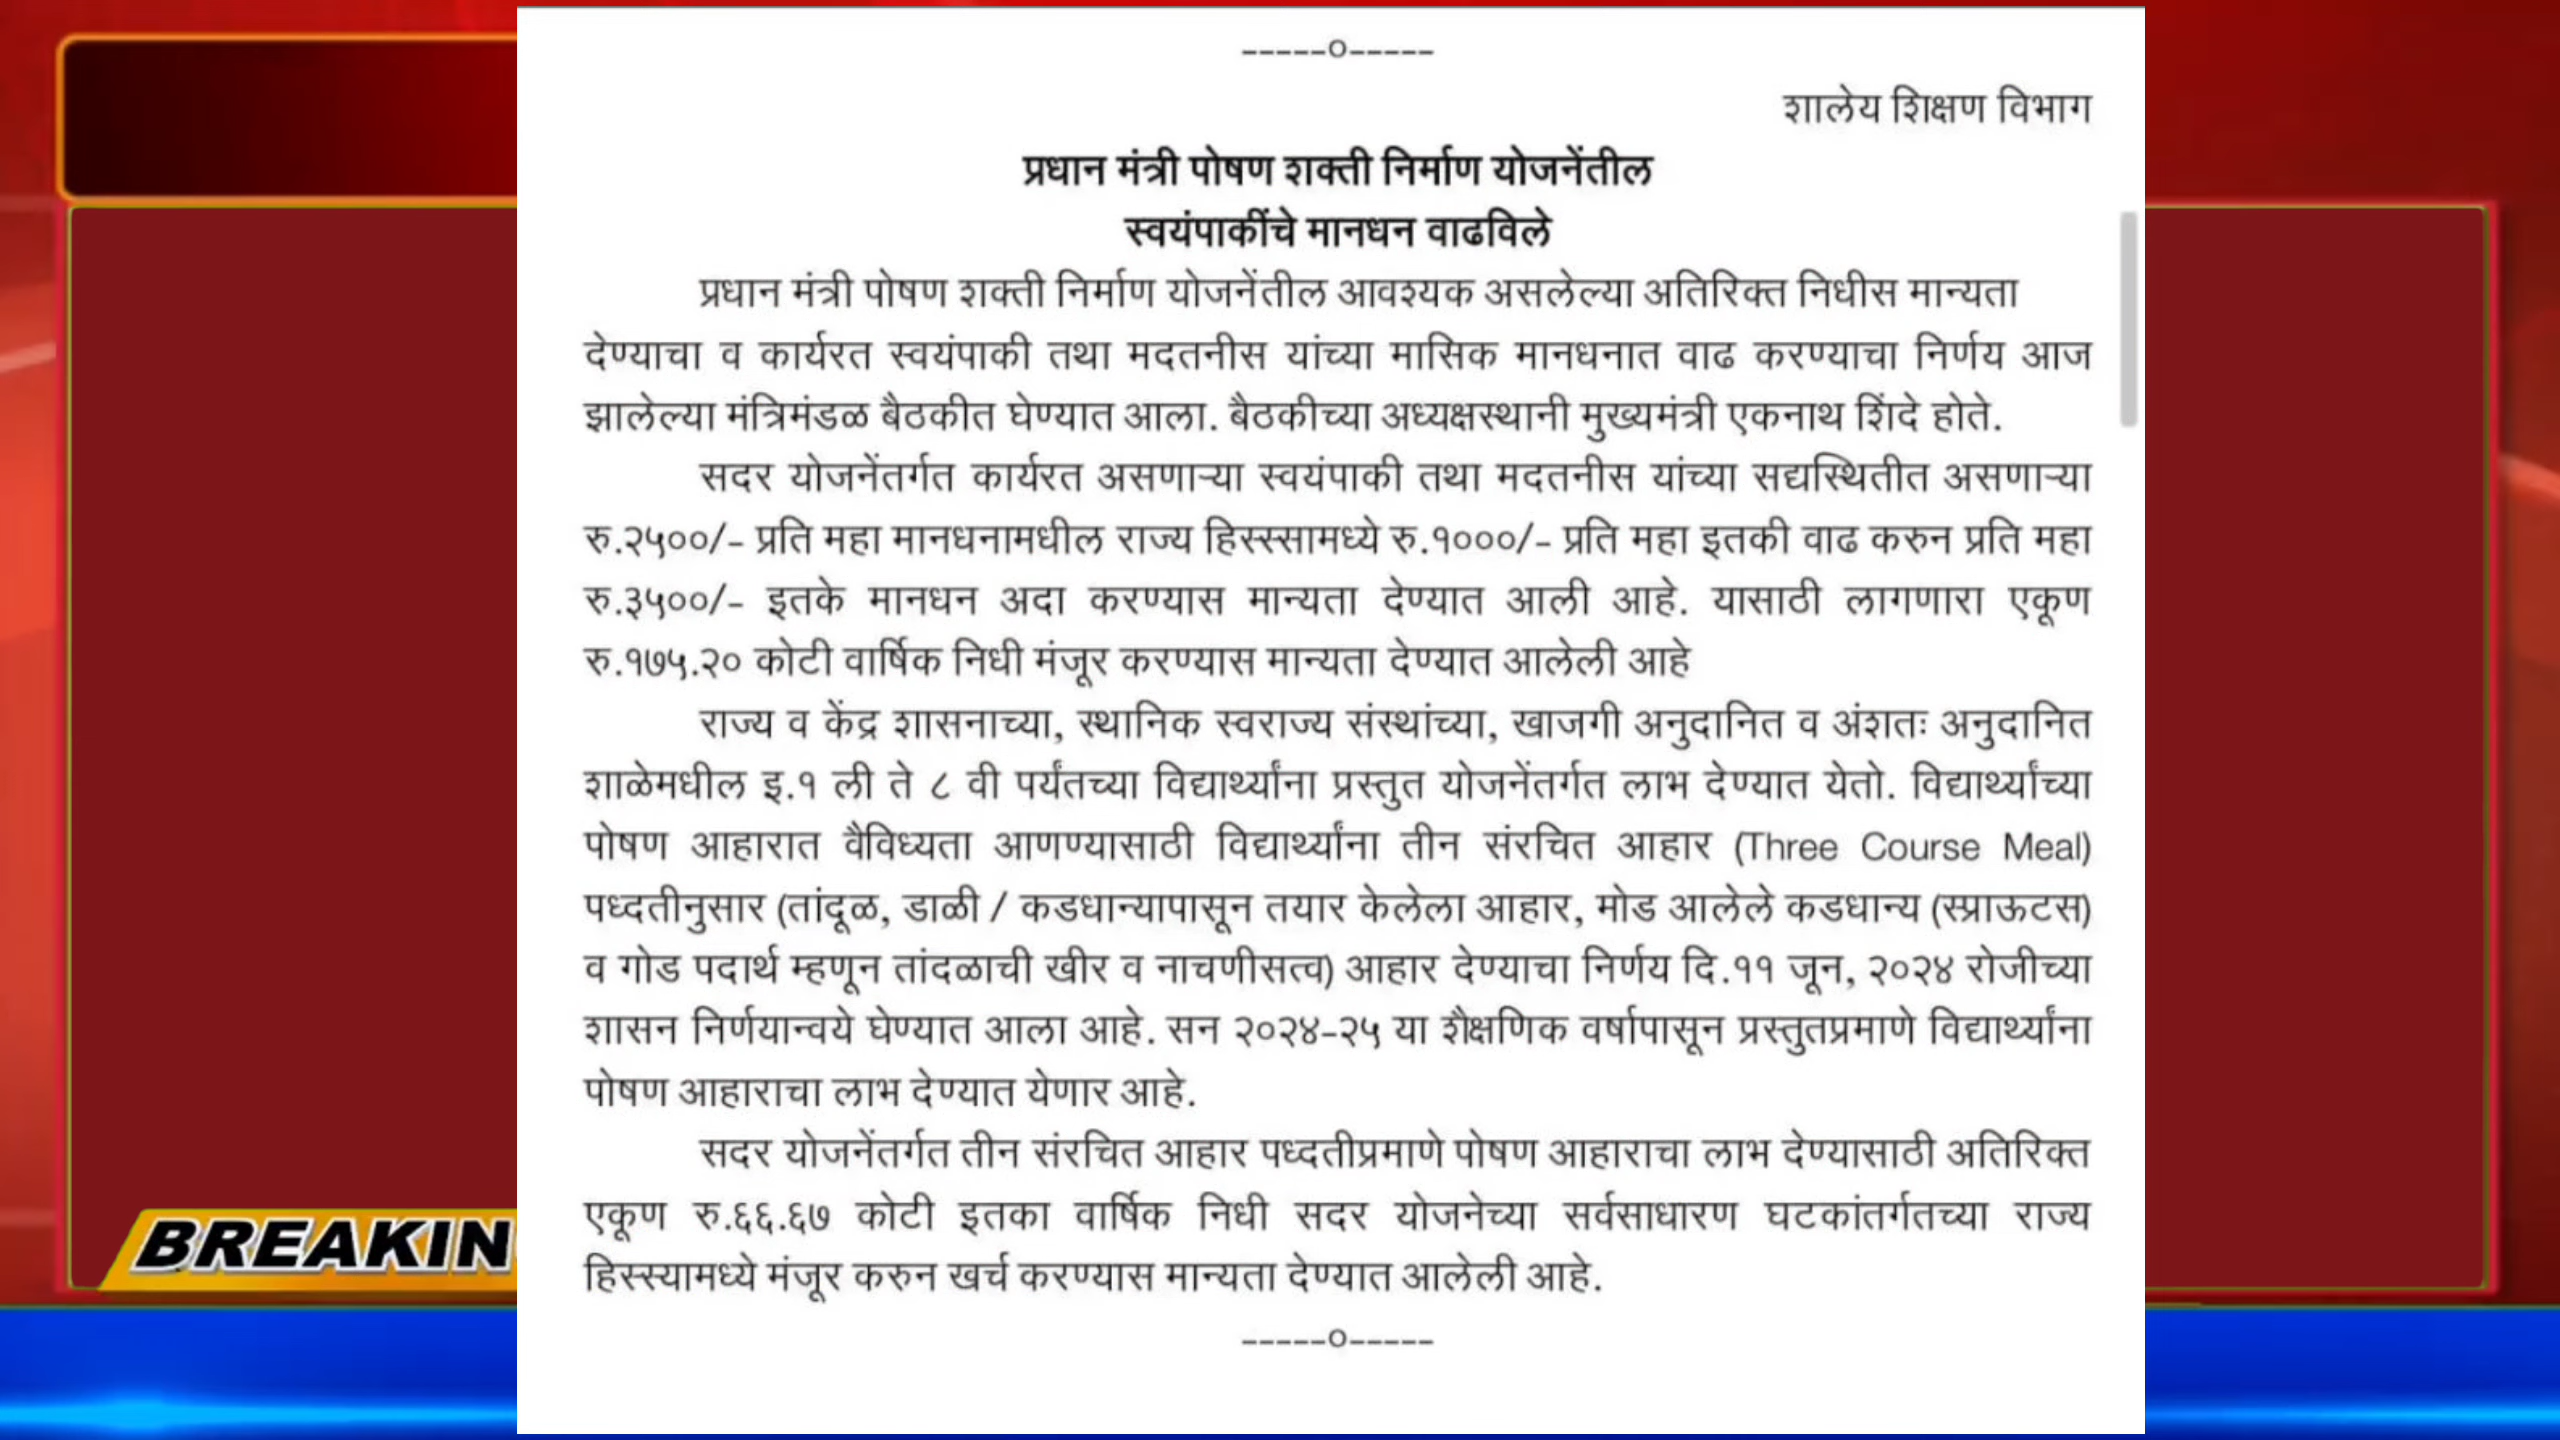 -----०-----
शालेय शिक्षण विभाग
प्रधान मंत्री पोषण शक्ती निर्माण योजनेंतील
स्वयंपाकींचे मानधन वाढविले
प्रधान मंत्री पोषण शक्ती निर्माण योजनेंतील आवश्यक असलेल्या अतिरिक्त निधीस मान्यता
देण्याचा व कार्यरत स्वयंपाकी तथा मदतनीस यांच्या मासिक मानधनात वाढ करण्याचा निर्णय आज
झालेल्या मंत्रिमंडळ बैठकीत घेण्यात आला. बैठकीच्या अध्यक्षस्थानी मुख्यमंत्री एकनाथ शिंदे होते.
सदर योजनेंतर्गत कार्यरत असणाऱ्या स्वयंपाकी तथा मदतनीस यांच्या सद्यस्थितीत असणाऱ्या
रु.२५००/- प्रति महा मानधनामधील राज्य हिस्स्सामध्ये रु.१०००/- प्रति महा इतकी वाढ करुन प्रति महा
रु.३५००/- इतके मानधन अदा करण्यास मान्यता देण्यात आली आहे. यासाठी लागणारा एकूण
रु.१७५.२० कोटी वार्षिक निधी मंजूर करण्यास मान्यता देण्यात आलेली आहे
राज्य व केंद्र शासनाच्या, स्थानिक स्वराज्य संस्थांच्या, खाजगी अनुदानित व अंशतः अनुदानित
शाळेमधील इ.१ ली ते ८ वी पर्यंतच्या विद्यार्थ्यांना प्रस्तुत योजनेंतर्गत लाभ देण्यात येतो. विद्यार्थ्यांच्या
पोषण आहारात वैविध्यता आणण्यासाठी विद्यार्थ्यांना तीन संरचित आहार (Three Course Meal)
पध्दतीनुसार (तांदूळ, डाळी / कडधान्यापासून तयार केलेला आहार, मोड आलेले कडधान्य (स्प्राऊटस)
व गोड पदार्थ म्हणून तांदळाची खीर व नाचणीसत्व) आहार देण्याचा निर्णय दि.११ जून, २०२४ रोजीच्या
शासन निर्णयान्वये घेण्यात आला आहे. सन २०२४-२५ या शैक्षणिक वर्षापासून प्रस्तुतप्रमाणे विद्यार्थ्यांना
पोषण आहाराचा लाभ देण्यात येणार आहे.
सदर योजनेंतर्गत तीन संरचित आहार पध्दतीप्रमाणे पोषण आहाराचा लाभ देण्यासाठी अतिरिक्त
एकूण रु.६६.६७ कोटी इतका वार्षिक निधी सदर योजनेच्या सर्वसाधारण घटकांतर्गतच्या राज्य
हिस्स्यामध्ये मंजूर करुन खर्च करण्यास मान्यता देण्यात आलेली आहे.
-----०-----
BREAKIN